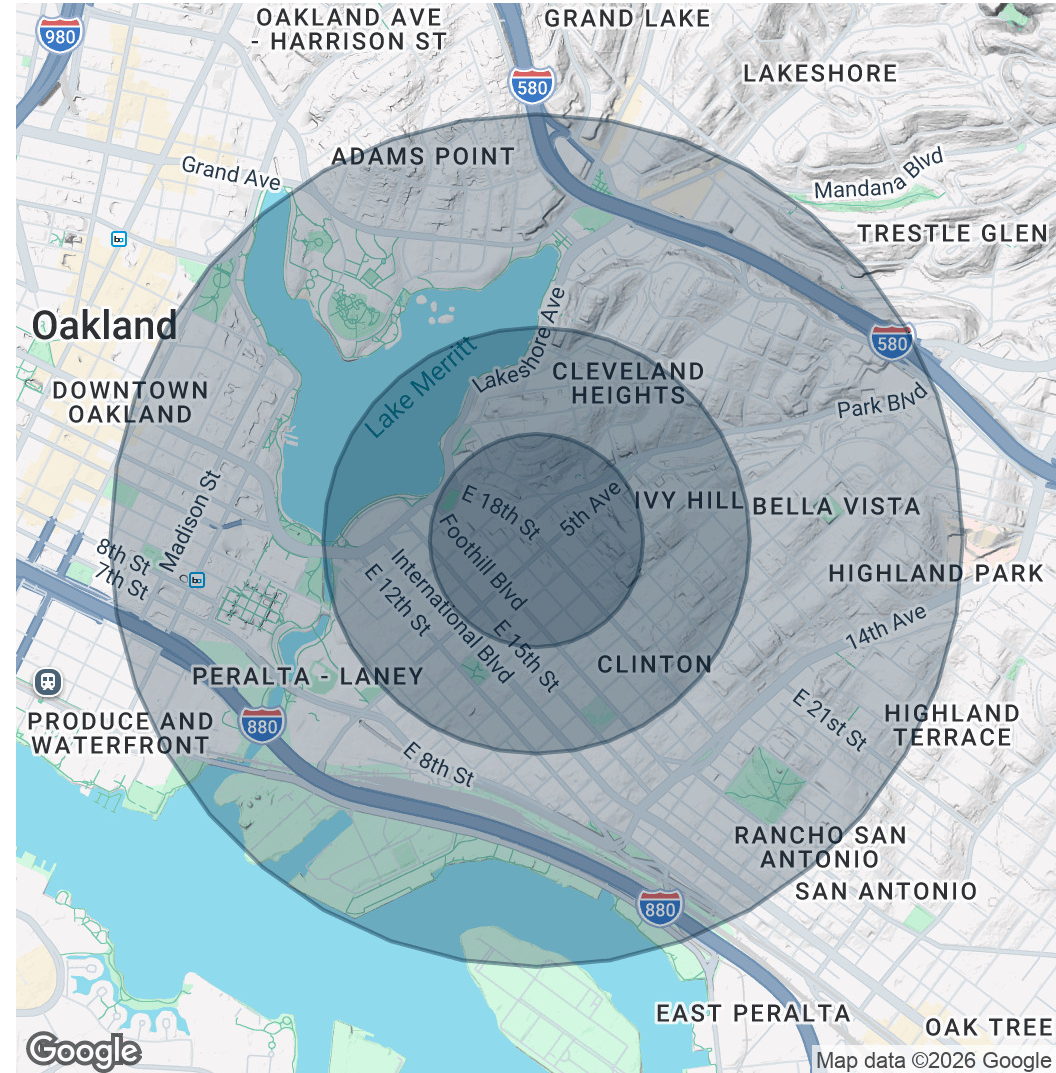 980
OAKLAND AVE
- HARRISON ST
GRAND LAKE
580
LAKESHORE
ADAMS POINT
Grand Ave
Mandana Blvd
TRESTLE GLEN
Oakland
580
Lake Merritt
Lakeshore Ave
CLEVELAND
HEIGHTS
DOWNTOWN
OAKLAND
Park Blvd
Madison St
E 18th St
5th Ave
IVY HILL
BELLA VISTA
Foothill Blvd
8th St
7th St
International Blvd
E 12th St
HIGHLAND PARK
E 15th St
14th Ave
CLINTON
PERALTA - LANEY
PRODUCE AND
WATERFRONT
880
E 21st St
HIGHLAND
TERRACE
E 8th St
RANCHO SAN
ANTONIO
SAN ANTONIO
880
EAST PERALTA
OAK TREE
Google
Map data ©2026 Google